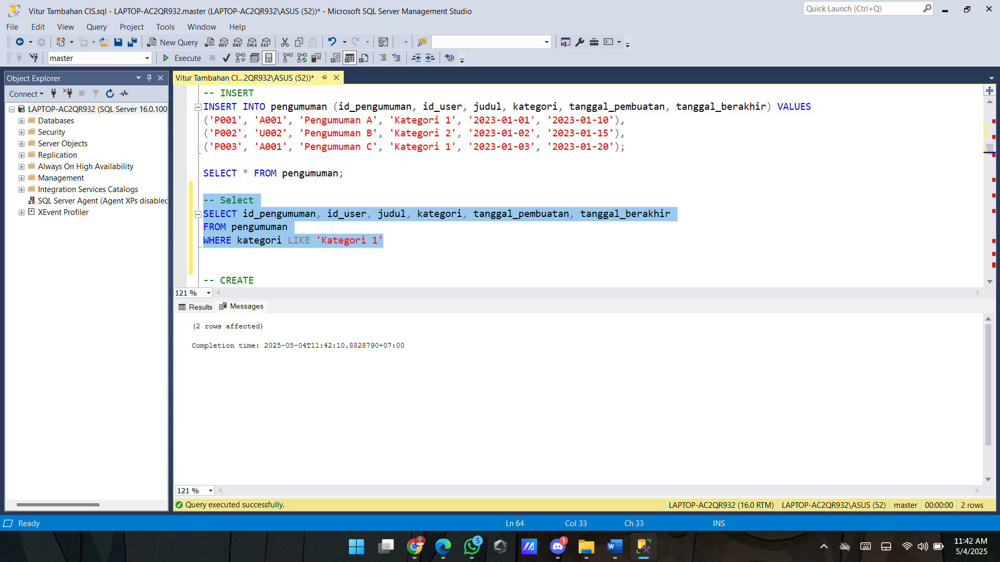 Vitur Tambahan CIS.sql - LAPTOP-AC2QR932.master (LAPTOP-AC2QR932\ASUS (52))* - Microsoft SQL Server Management Studio
Quick Launch (Ctrl+Q)
File Edit View Query Project Tools Window Help
New Query MDX DMX XMLA DAX
master Execute
Object Explorer
Vitur Tambahan CI...2QR932\ASUS (52))*
Connect
LAPTOP-AC2QR932 (SQL Server 16.0.100
Databases
Security
Server Objects
Replication
Always On High Availability
Management
Integration Services Catalogs
SQL Server Agent (Agent XPs disabled
XEvent Profiler
-- INSERT
INSERT INTO pengumuman (id_pengumuman, id_user, judul, kategori, tanggal_pembuatan, tanggal_berakhir) VALUES
('P001', 'A001', 'Pengumuman A', 'Kategori 1', '2023-01-01', '2023-01-10'),
('P002', 'U002', 'Pengumuman B', 'Kategori 2', '2023-01-02', '2023-01-15'),
('P003', 'A001', 'Pengumuman C', 'Kategori 1', '2023-01-03', '2023-01-20');
SELECT * FROM pengumuman;
-- Select
SELECT id_pengumuman, id_user, judul, kategori, tanggal_pembuatan, tanggal_berakhir
FROM pengumuman
WHERE kategori LIKE 'Kategori 1'
-- CREATE
121 %
Results Messages
(2 rows affected)
Completion time: 2025-05-04T11:42:10.8828790+07:00
121 %
Query executed successfully.
LAPTOP-AC2QR932 (16.0 RTM) LAPTOP-AC2QR932\ASUS (52) master 00:00:00 2 rows
Ready Ln 64 Col 33 Ch 33 INS
5
1
W
11:42 AM
5/4/2025